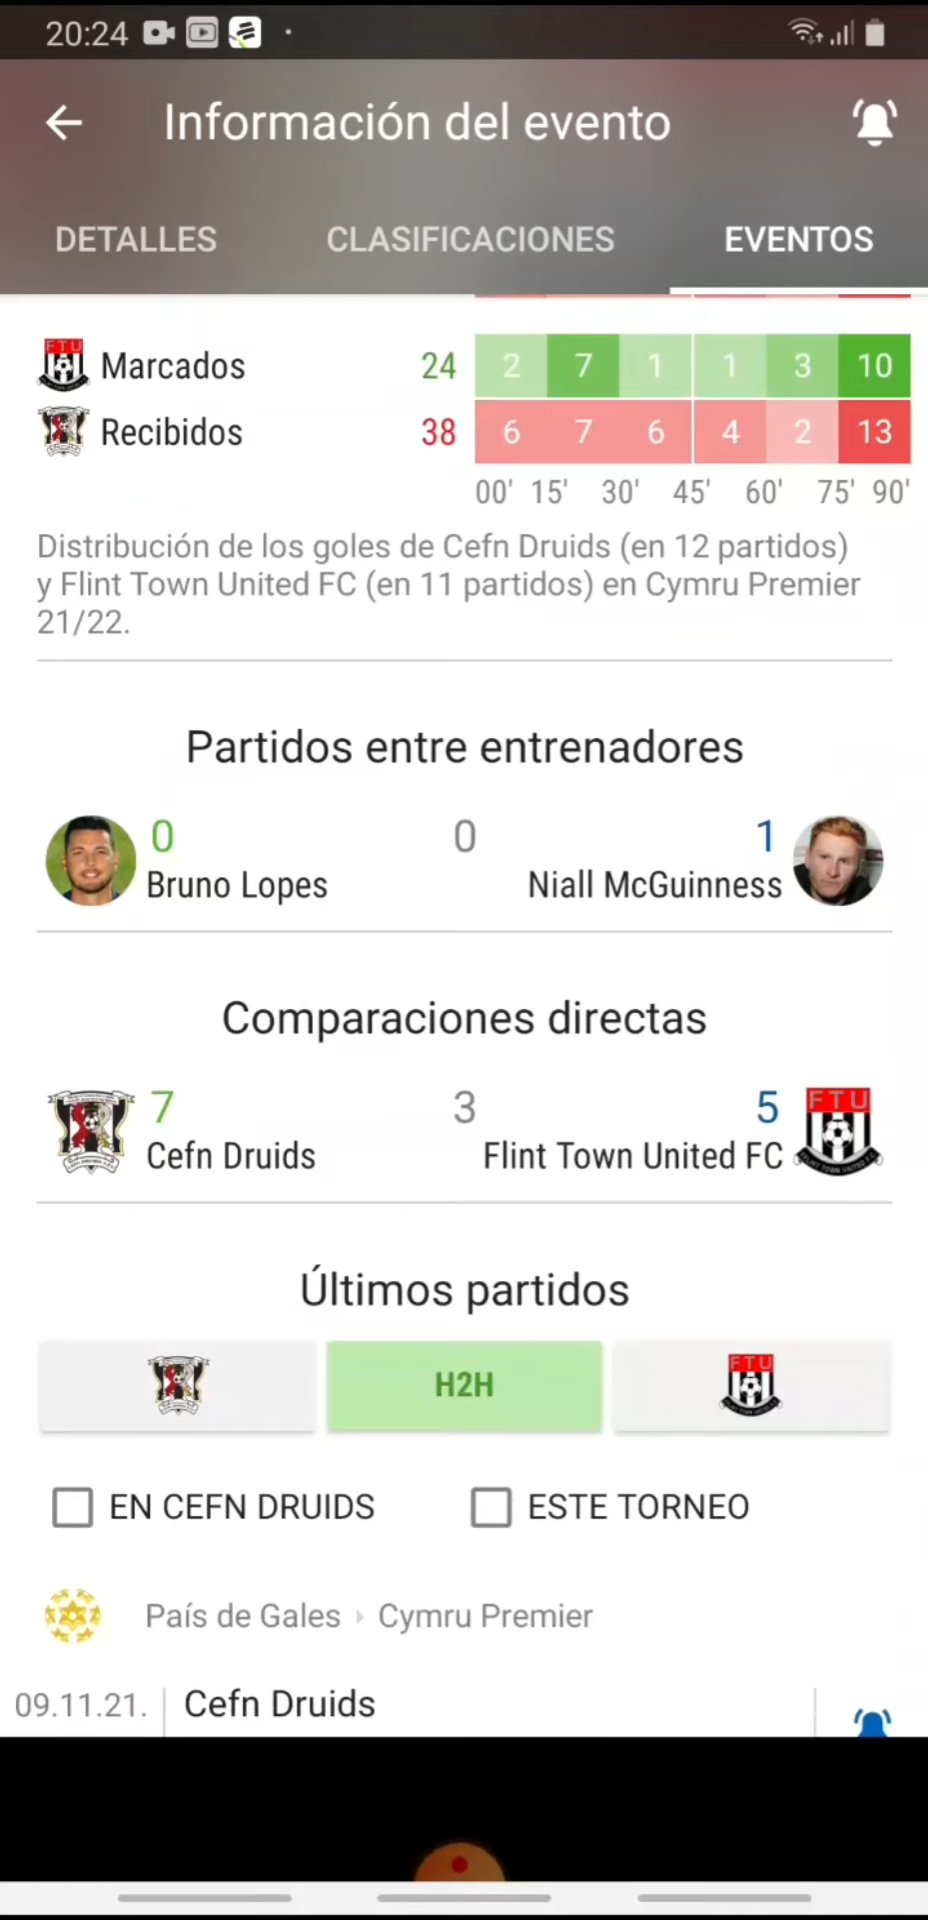 20:24
Información del evento
DETALLES CLASIFICACIONES EVENTOS
FTU Marcados 24 2 7 1 1 3 10
Recibidos 38 6 7 6 4 2 13
00' 15' 30' 45' 60' 75' 90'
Distribución de los goles de Cefn Druids (en 12 partidos)
y Flint Town United FC (en 11 partidos) en Cymru Premier
21/22.
Partidos entre entrenadores
0 0 1
Bruno Lopes Niall McGuinness
Comparaciones directas
7 3 5 FTU
Cefn Druids Flint Town United FC
Últimos partidos
H2H FTU
EN CEFN DRUIDS ESTE TORNEO
País de Gales Cymru Premier
09.11.21. Cefn Druids